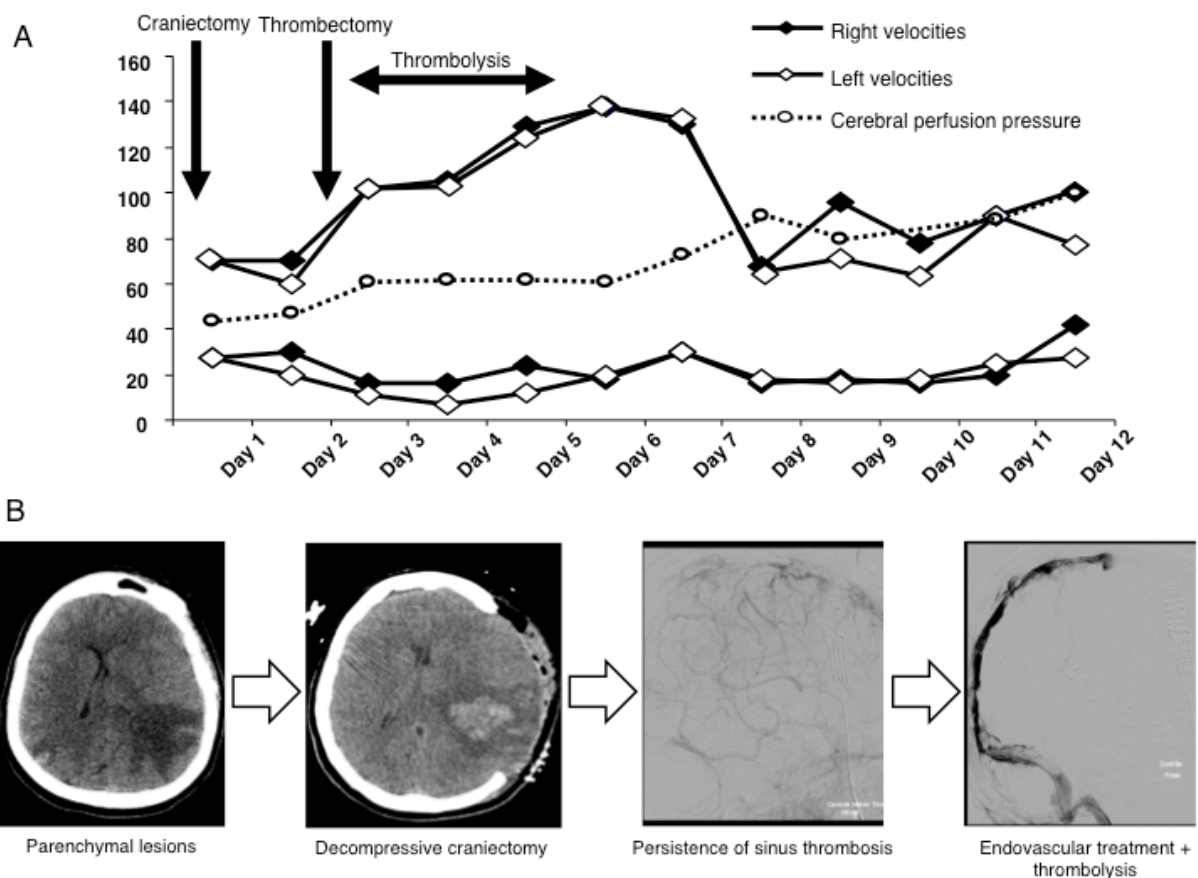 A
Craniectomy
Thrombectomy
Thrombolysis
Right velocities
Left velocities
Cerebral perfusion pressure
160
140
120
100
80
60
40
20
0
Day 1
Day 2
Day 3
Day 4
Day 5
Day 6
Day 7
Day 8
Day 9
Day 10
Day 11
Day 12
B
Parenchymal lesions
Decompressive craniectomy
Persistence of sinus thrombosis
Endovascular treatment +
thrombolysis